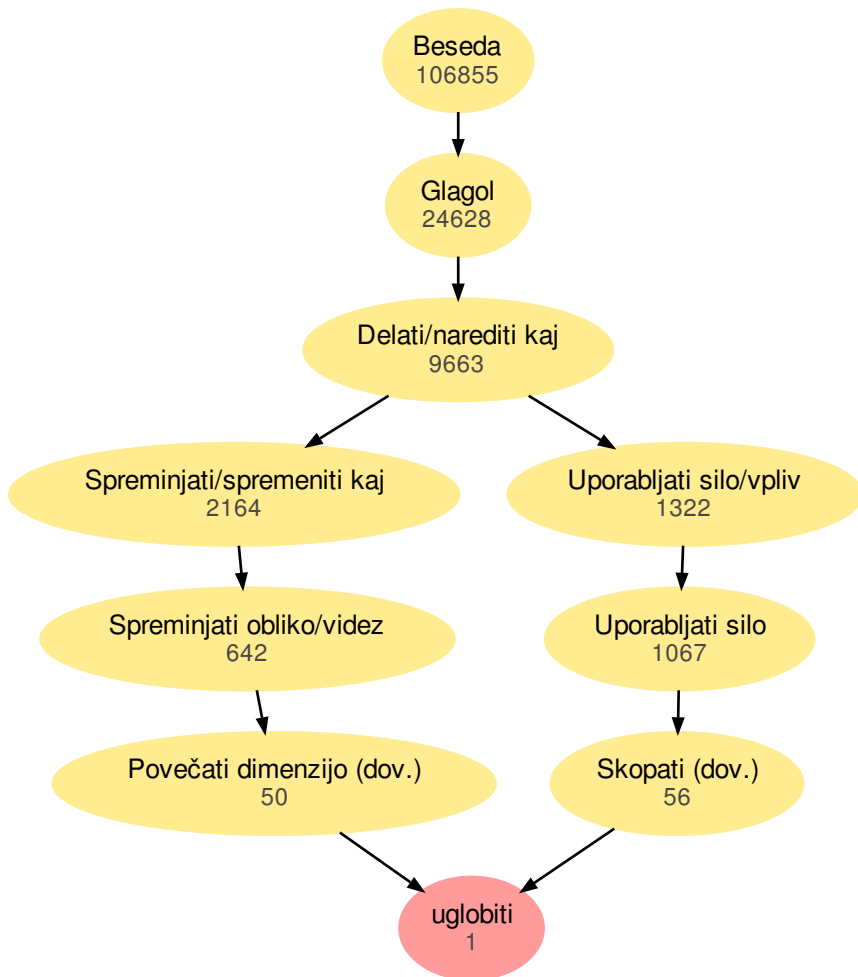 Beseda
106855
Glagol
24628
Delati/narediti kaj
9663
Spreminjati/spremeniti kaj
2164
Uporabljati silo/vpliv
1322
Spreminjati obliko/videz
642
Uporabljati silo
1067
Povečati dimenzijo (dov.)
50
Skopati (dov.)
56
uglobiti
1